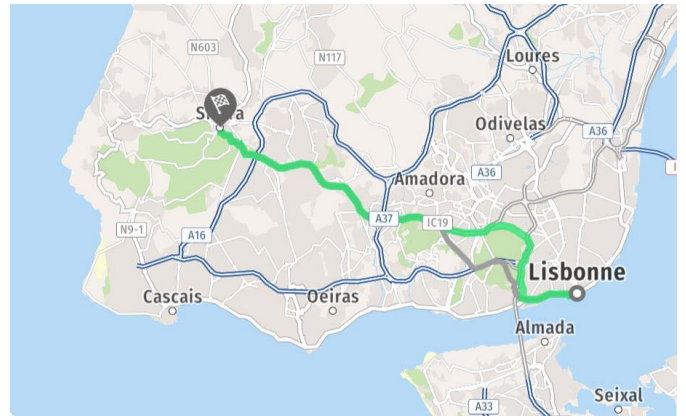 N603
N117
Loures
Sintra
Odivelas
A36
Amadora
A36
N9-1
A16
A37
IC19
Lisbonne
Cascais
Oeiras
Almada
Seixal
A33